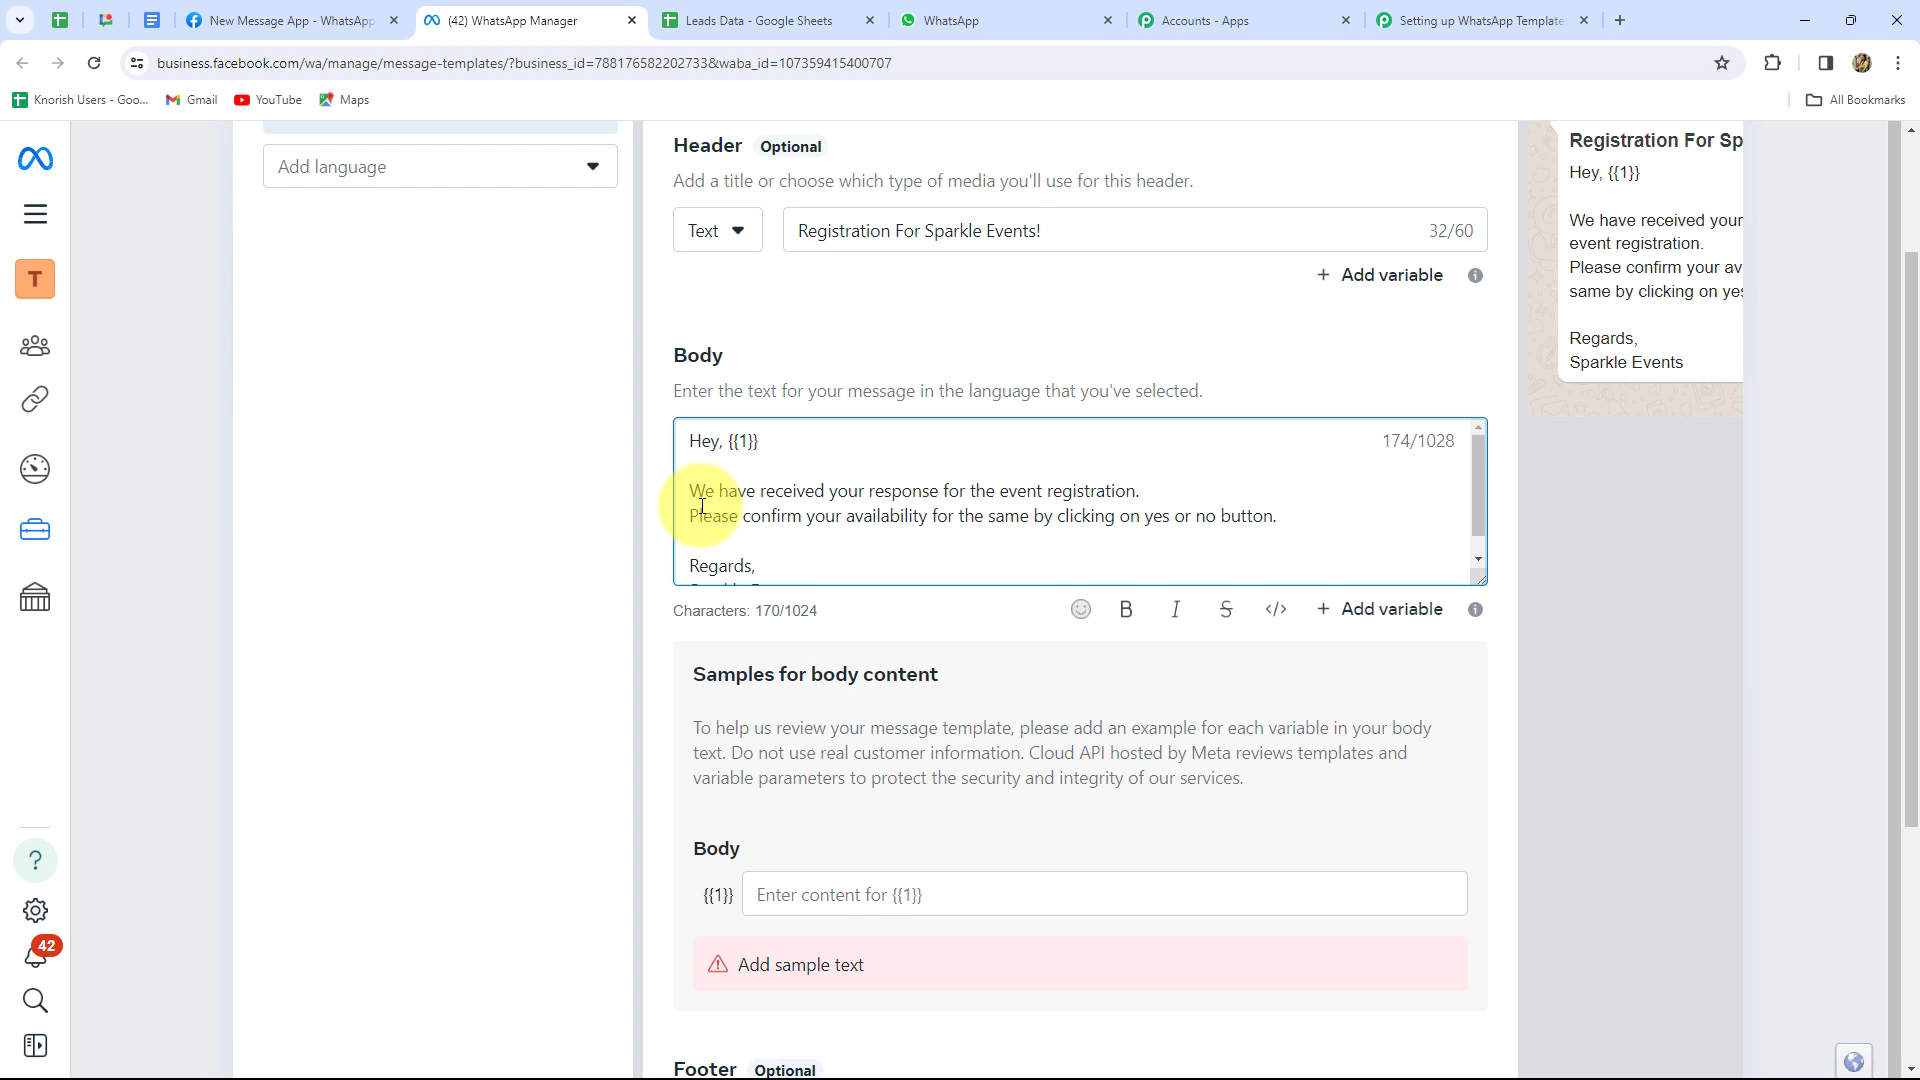 New Message App - WhatsApp
(42) WhatsApp Manager
Leads Data - Google Sheets
WhatsApp
Accounts - Apps
Setting up WhatsApp Template
business.facebook.com/wa/manage/message-templates/?business_id=788176582202733&waba_id=107359415400707
Knorish Users - Goo...
Gmail
YouTube
Maps
All Bookmarks
T
?
42
Add language
Header Optional
Add a title or choose which type of media you'll use for this header.
Text
Registration For Sparkle Events!
32/60
+ Add variable
Body
Enter the text for your message in the language that you've selected.
Hey, {{1}}
174/1028
We have received your response for the event registration.
Please confirm your availability for the same by clicking on yes or no button.
Regards,
Characters: 170/1024
B I S </> + Add variable
Samples for body content
To help us review your message template, please add an example for each variable in your body
text. Do not use real customer information. Cloud API hosted by Meta reviews templates and
variable parameters to protect the security and integrity of our services.
Body
{{1}}
Enter content for {{1}}
Add sample text
Footer Optional
Registration For Sp
Hey, {{1}}
We have received your
event registration.
Please confirm your av
same by clicking on yes
Regards,
Sparkle Events